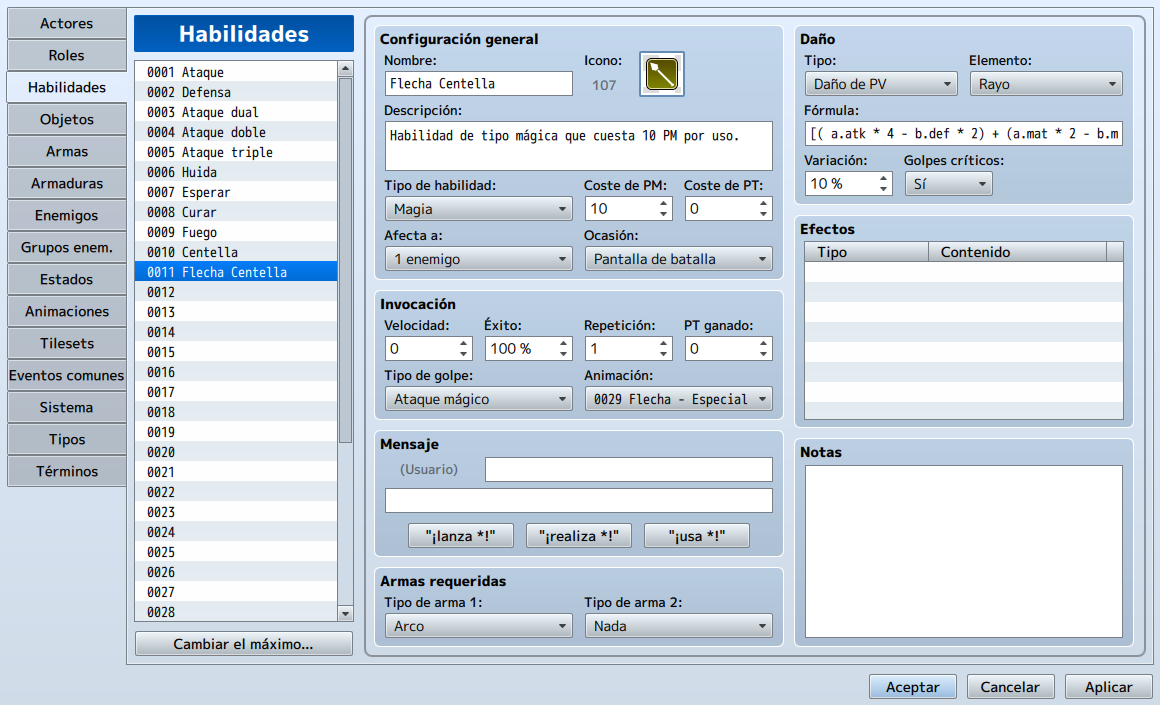 Actores
Roles
Habilidades
Objetos
Armas
Armaduras
Enemigos
Grupos enem.
Estados
Animaciones
Tilesets
Eventos comunes
Sistema
Tipos
Términos
Habilidades
0001 Ataque
0002 Defensa
0003 Ataque dual
0004 Ataque doble
0005 Ataque triple
0006 Huida
0007 Esperar
0008 Curar
0009 Fuego
0010 Centella
0011 Flecha Centella
0012
0013
0014
0015
0016
0017
0018
0019
0020
0021
0022
0023
0024
0025
0026
0027
0028
Cambiar el máximo...
Configuración general
Nombre: Icono:
Flecha Centella 107
Descripción:
Habilidad de tipo mágica que cuesta 10 PM por uso.
Tipo de habilidad: Coste de PM: Coste de PT:
Magia 10 0
Afecta a: Ocasión:
1 enemigo Pantalla de batalla
Invocación
Velocidad: Éxito: Repetición: PT ganado:
0 100 % 1 0
Tipo de golpe: Animación:
Ataque mágico 0029 Flecha - Especial
Mensaje
(Usuario)
"¡lanza *!" "¡realiza *!" "¡usa *!"
Armas requeridas
Tipo de arma 1: Tipo de arma 2:
Arco Nada
Daño
Tipo: Elemento:
Daño de PV Rayo
Fórmula:
[( a.atk * 4 - b.def * 2) + (a.mat * 2 - b.m
Variación: Golpes críticos:
10 % Sí
Efectos
Tipo Contenido
Notas
Aceptar Cancelar Aplicar